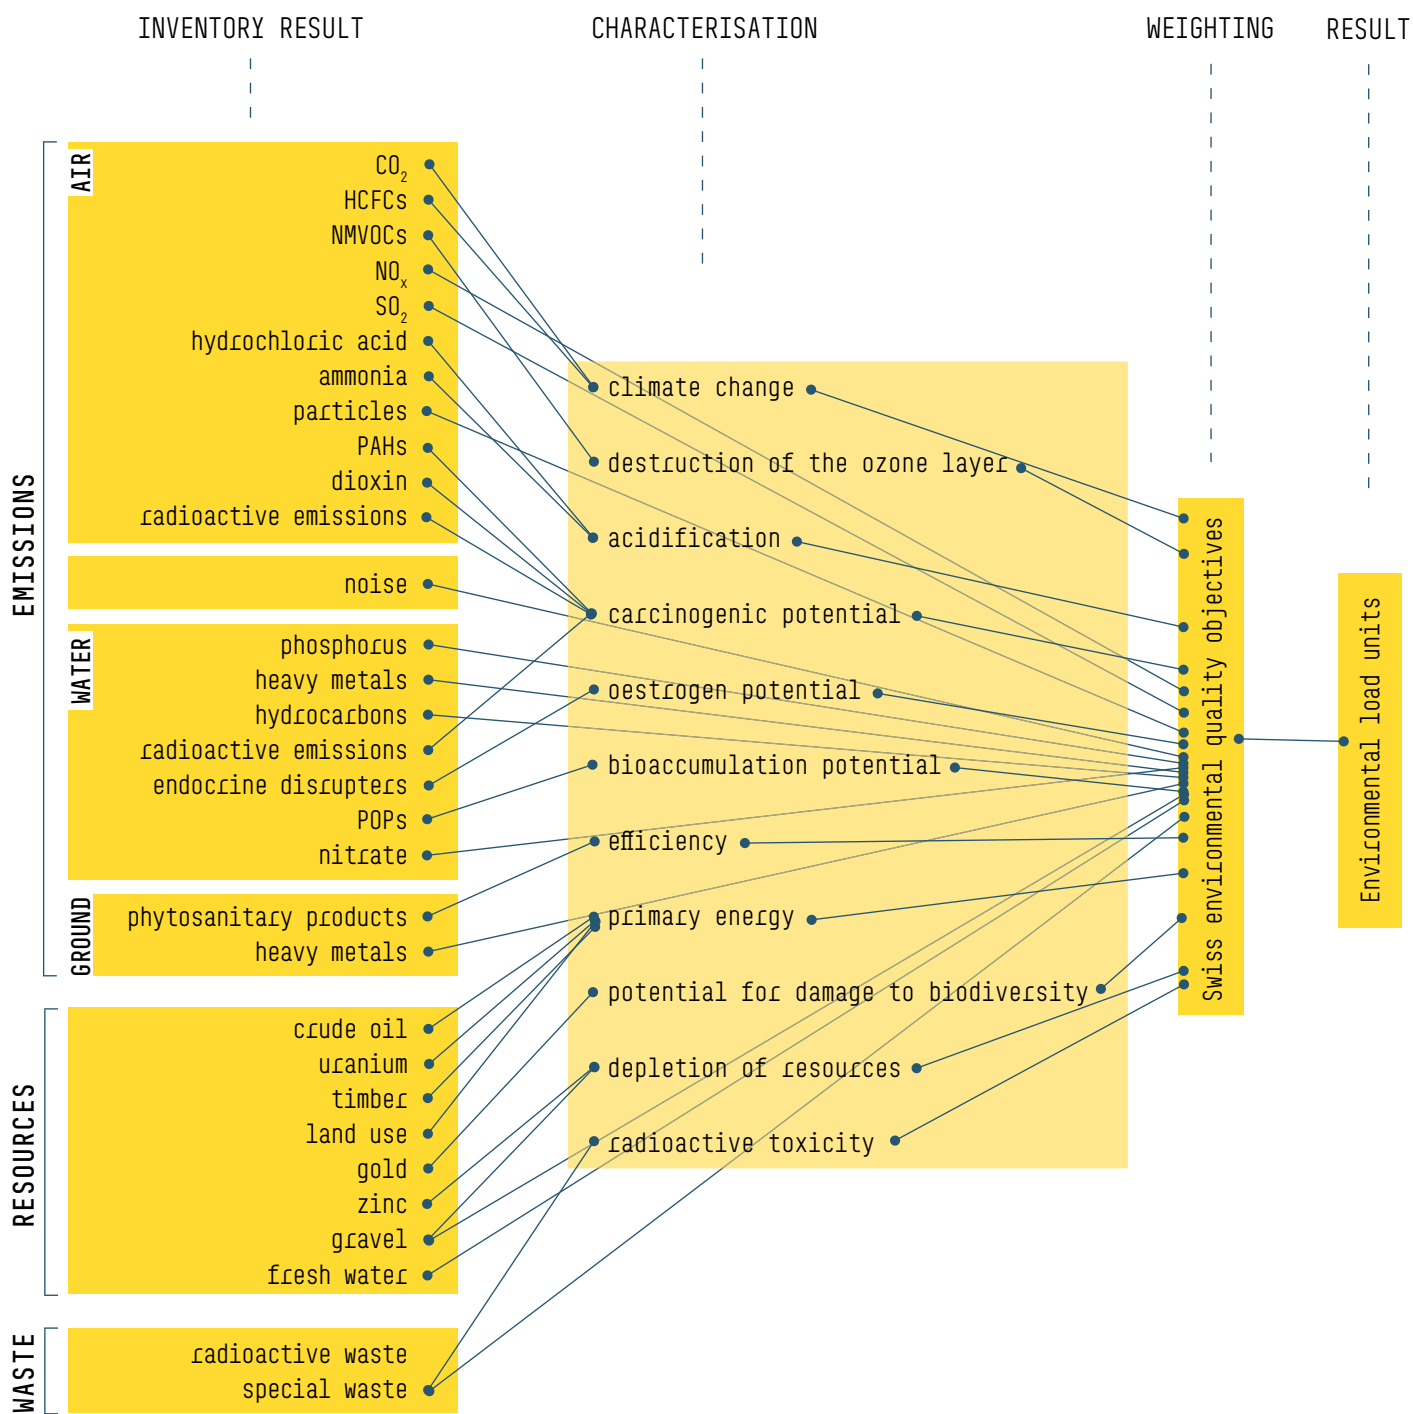 INVENTORY RESULT
CHARACTERISATION
WEIGHTING
RESULT
EMISSIONS
AIR
CO₂
HCFCs
NMVOCs
NOₓ
SO₂
hydrochloric acid
ammonia
particles
PAHs
dioxin
radioactive emissions
noise
WATER
phosphorus
heavy metals
hydrocarbons
radioactive emissions
endocrine disrupters
POPs
nitrate
GROUND
phytosanitary products
heavy metals
RESOURCES
crude oil
uranium
timber
land use
gold
zinc
gravel
fresh water
WASTE
radioactive waste
special waste
climate change
destruction of the ozone layer
acidification
carcinogenic potential
oestrogen potential
bioaccumulation potential
efficiency
primary energy
potential for damage to biodiversity
depletion of resources
radioactive toxicity
Swiss environmental quality objectives
Environmental load units